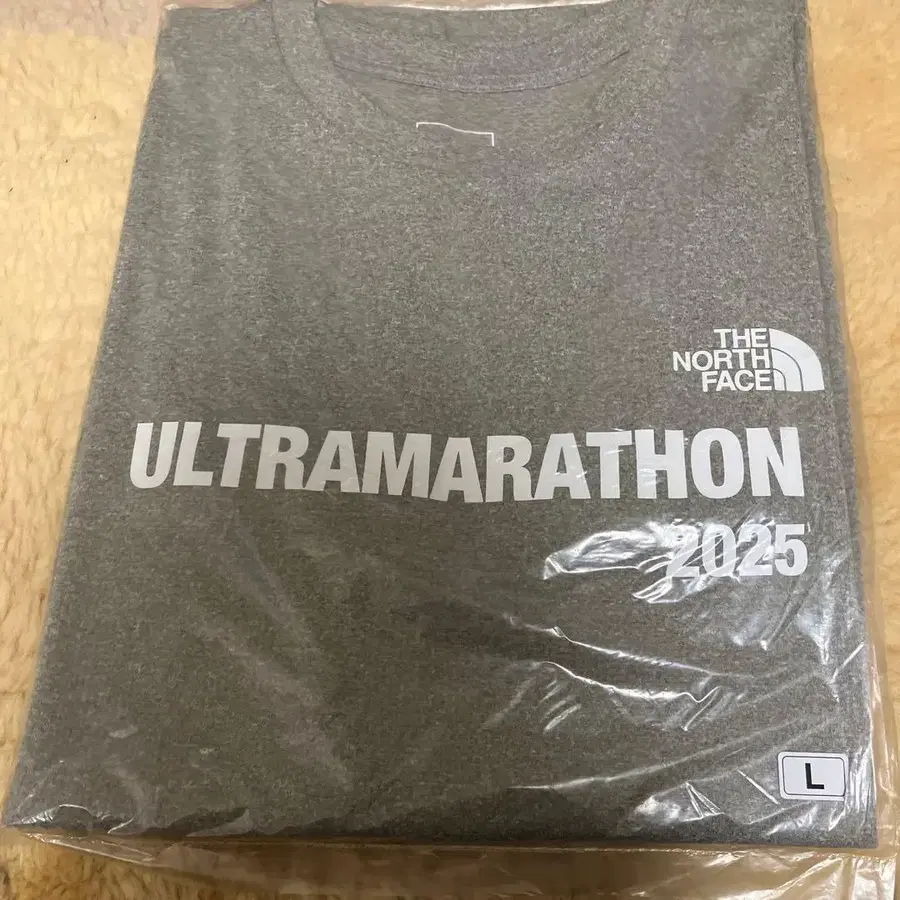 THE
NORTH
FACE
ULTRAMARATHON
2025
L